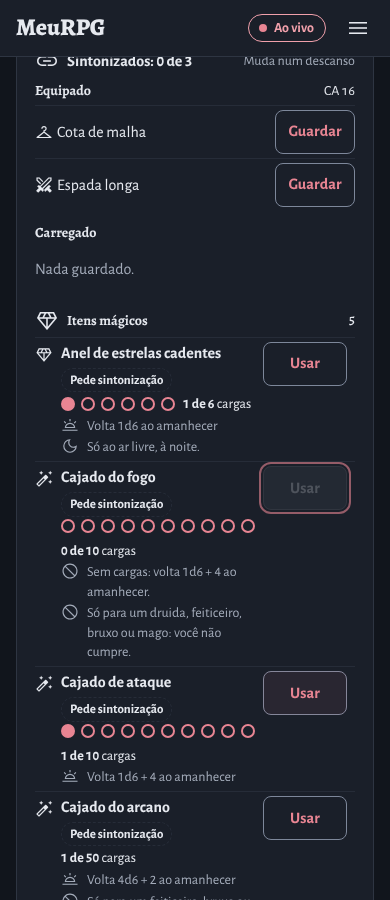 MeuRPG
Ao vivo
Sintonizados: 0 de 3
Muda num descanso
Equipado
CA 16
Cota de malha
Guardar
Espada longa
Guardar
Carregado
Nada guardado.
Itens mágicos
5
Anel de estrelas cadentes
Usar
Pede sintonização
1 de 6 cargas
Volta 1d6 ao amanhecer
Só ao ar livre, à noite.
Cajado do fogo
Usar
Pede sintonização
0 de 10 cargas
Sem cargas: volta 1d6 + 4 ao
amanhecer.
Só para um druida, feiticeiro,
bruxo ou mago: você não
cumpre.
Cajado de ataque
Usar
Pede sintonização
1 de 10 cargas
Volta 1d6 + 4 ao amanhecer
Cajado do arcano
Usar
Pede sintonização
1 de 50 cargas
Volta 4d6 + 2 ao amanhecer